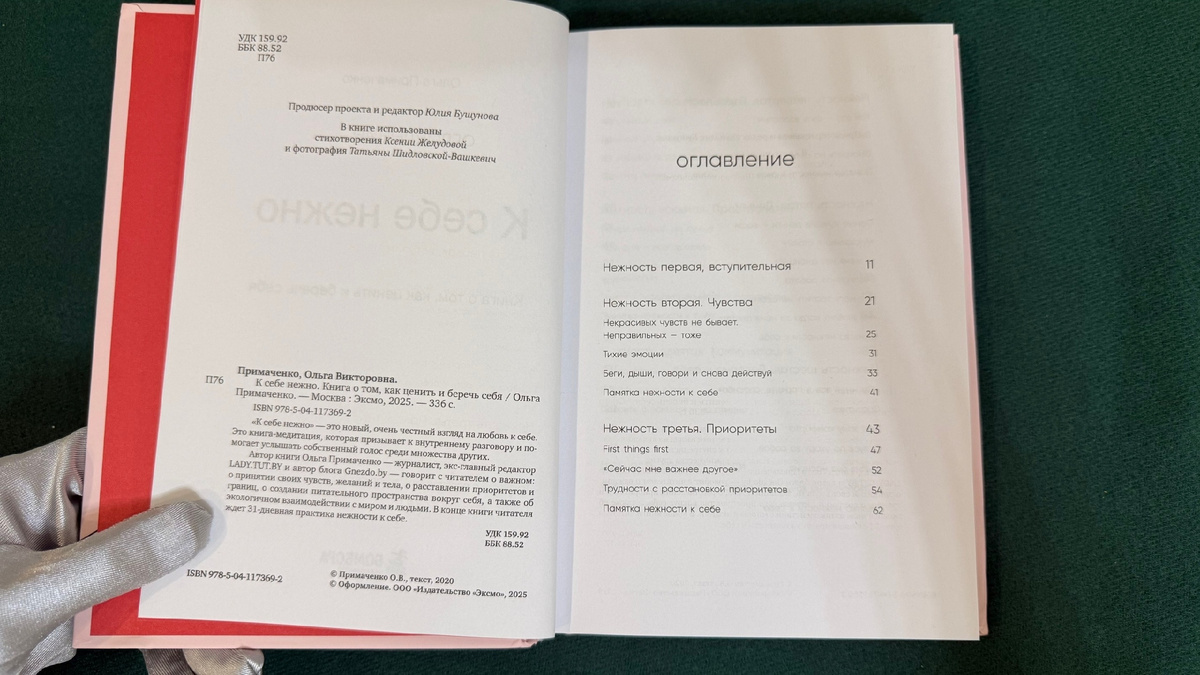 УДК 159.92
ББК 88.52
П76
Продюсер проекта и редактор Юлия Бущунова
В книге использованы
стихотворения Ксении Желудовой
и фотография Татьяны Шидловской-Вашкевич
Примаченко, Ольга Викторовна.
П76 К себе нежно. Книга о том, как ценить и беречь себя / Ольга
Примаченко. — Москва : Эксмо, 2025. — 336 с.
ISBN 978-5-04-117369-2
«К себе нежно» — это новый, очень честный взгляд на любовь к себе.
Это книга-медитация, которая призывает к внутреннему разговору и по-
могает услышать собственный голос среди множества других.
Автор книги Ольга Примаченко — журналист, экс-главный редактор
LADY.TUT.BY и автор блога Gnezdo.by — говорит с читателем о важном:
о принятии своих чувств, желаний и тела, о расставлении приоритетов и
границ, о создании питательного пространства вокруг себя, а также об
экологичном взаимодействии с миром и людьми. В конце книги читателя
ждет 31-дневная практика нежности к себе.
УДК 159.92
ББК 88.52
ISBN 978-5-04-117369-2
© Примаченко О.В., текст, 2020
© Оформление. ООО «Издательство «Эксмо», 2025
оглавление
Нежность первая, вступительная 11
Нежность вторая. Чувства 21
Некрасивых чувств не бывает.
Неправильных – тоже 25
Тихие эмоции 31
Беги, дыши, говори и снова действуй 33
Памятка нежности к себе 41
Нежность третья. Приоритеты 43
First things first 47
«Сейчас мне важнее другое» 52
Трудности с расстановкой приоритетов 54
Памятка нежности к себе 62